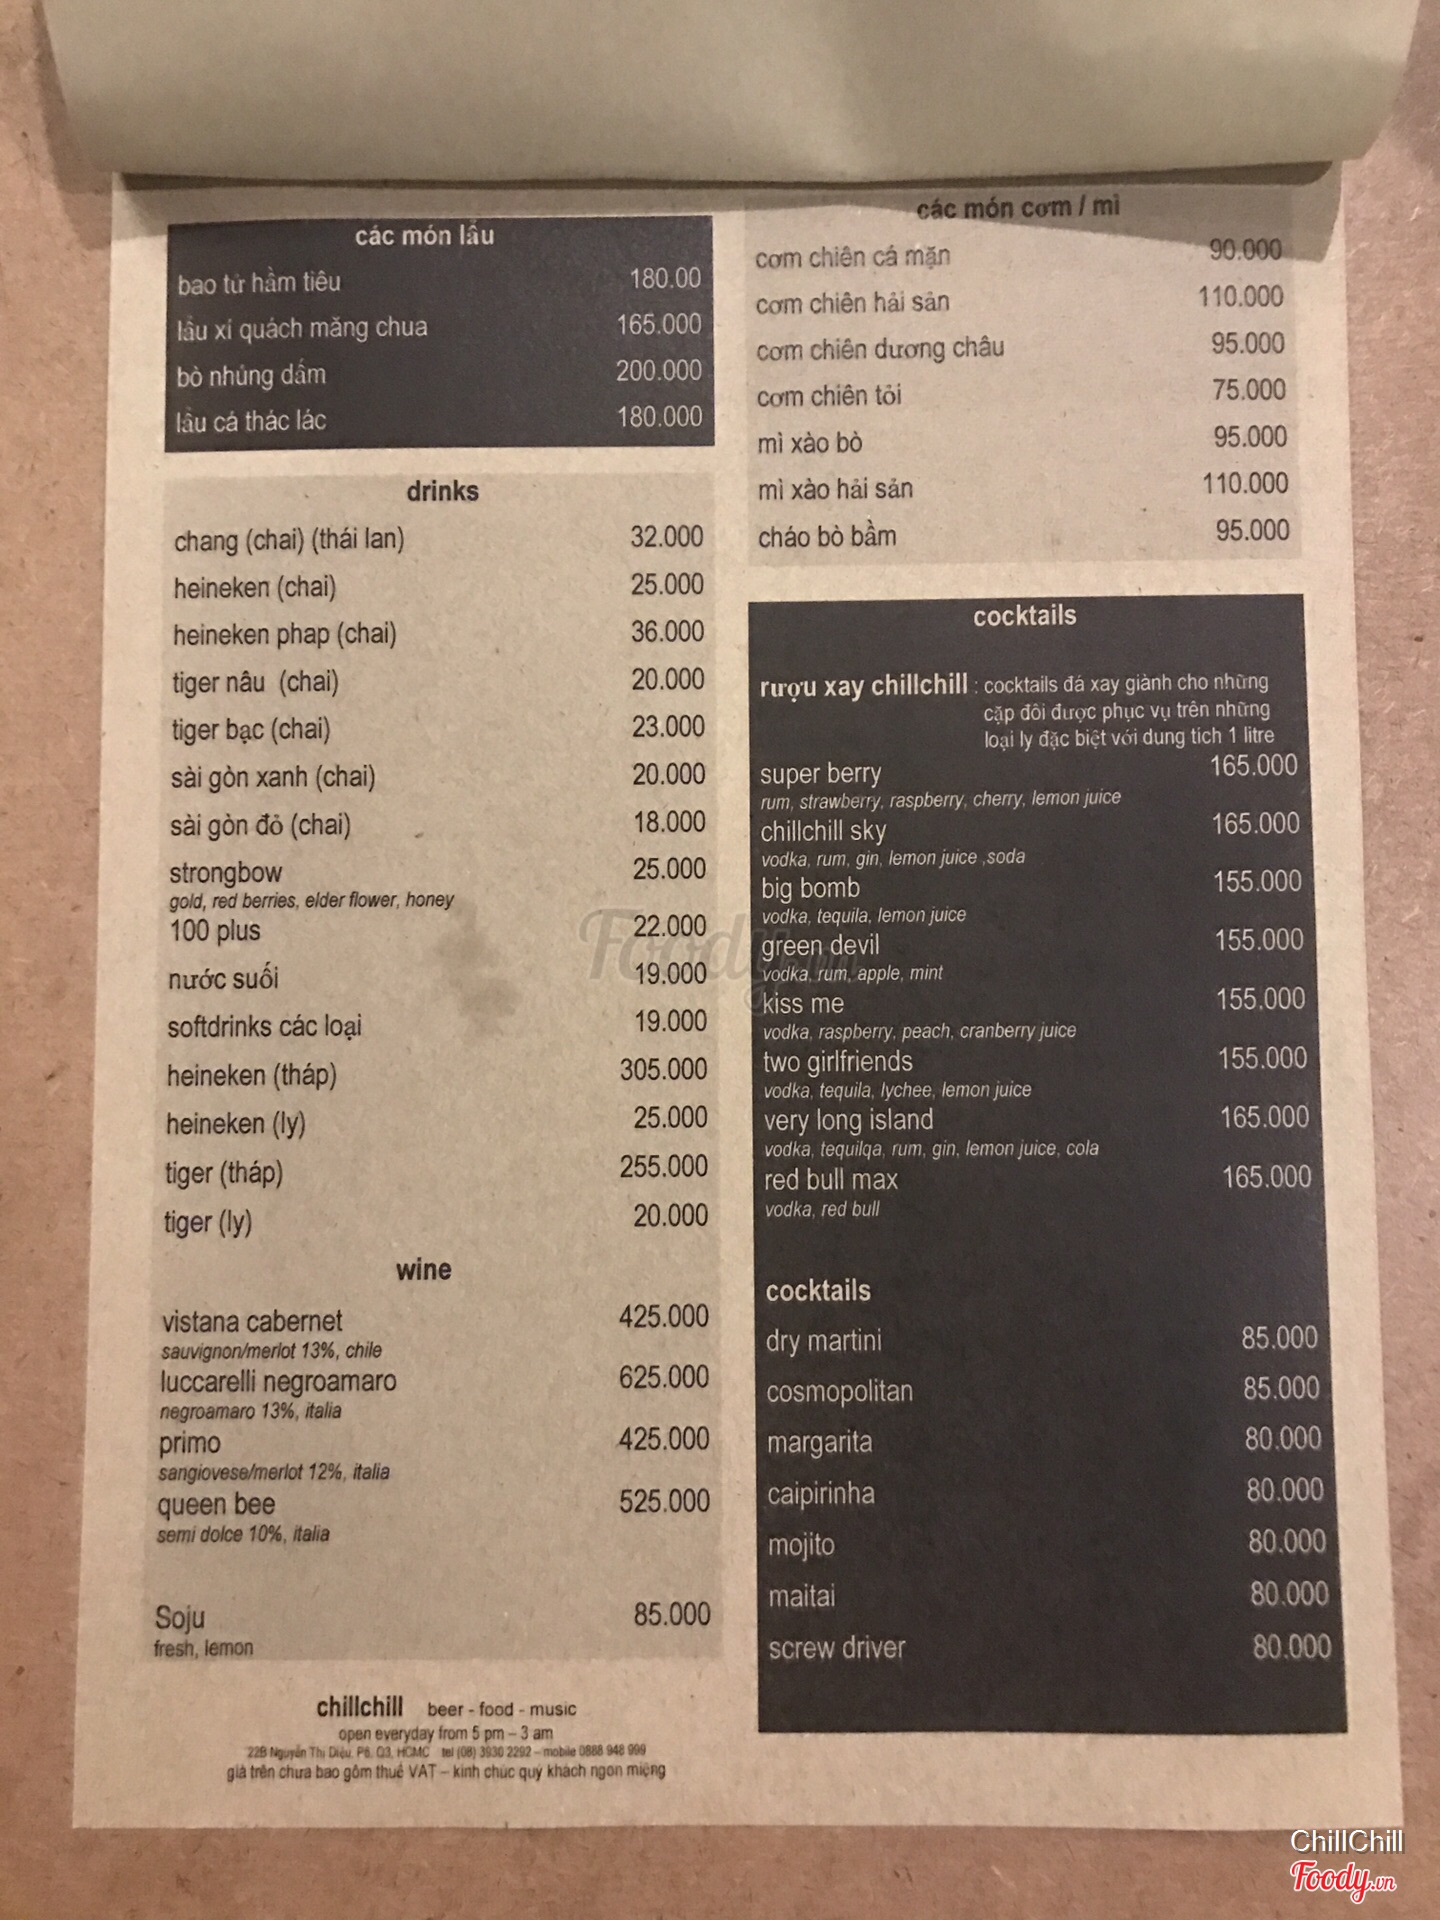 các món lẩu
bao tử hầm tiêu 180.00
lẩu xí quách măng chua 165.000
bò nhúng dấm 200.000
lẩu cá thác lác 180.000
drinks
chang (chai) (thái lan) 32.000
heineken (chai) 25.000
heineken phap (chai) 36.000
tiger nâu (chai) 20.000
tiger bạc (chai) 23.000
sài gòn xanh (chai) 20.000
sài gòn đỏ (chai) 18.000
strongbow 25.000
gold, red berries, elder flower, honey
100 plus 22.000
nước suối 19.000
softdrinks các loại 19.000
heineken (tháp) 305.000
heineken (ly) 25.000
tiger (tháp) 255.000
tiger (ly) 20.000
wine
vistana cabernet 425.000
sauvignon/merlot 13%, chile
luccarelli negroamaro 625.000
negroamaro 13%, italia
primo 425.000
sangiovese/merlot 12%, italia
queen bee 525.000
semi dolce 10%, italia
Soju 85.000
fresh, lemon
chillchill beer - food - music
open everyday from 5 pm – 3 am
22B Nguyễn Thị Diệu, P6, Q3, HCMC tel (08) 3930 2292 – mobile 0888 948 999
giá trên chưa bao gồm thuế VAT – kính chúc quý khách ngon miệng
các món cơm / mì
cơm chiên cá mặn 90.000
cơm chiên hải sản 110.000
cơm chiên dương châu 95.000
cơm chiên tỏi 75.000
mì xào bò 95.000
mì xào hải sản 110.000
cháo bò bằm 95.000
cocktails
rượu xay chillchill : cocktails đá xay giành cho những
cặp đôi được phục vụ trên những
loại ly đặc biệt với dung tích 1 litre
super berry 165.000
rum, strawberry, raspberry, cherry, lemon juice
chillchill sky 165.000
vodka, rum, gin, lemon juice ,soda
big bomb 155.000
vodka, tequila, lemon juice
green devil 155.000
vodka, rum, apple, mint
kiss me 155.000
vodka, raspberry, peach, cranberry juice
two girlfriends 155.000
vodka, tequila, lychee, lemon juice
very long island 165.000
vodka, tequilqa, rum, gin, lemon juice, cola
red bull max 165.000
vodka, red bull
cocktails
dry martini 85.000
cosmopolitan 85.000
margarita 80.000
caipirinha 80.000
mojito 80.000
maitai 80.000
screw driver 80.000
Foody.vn
ChillChill
Foody.vn